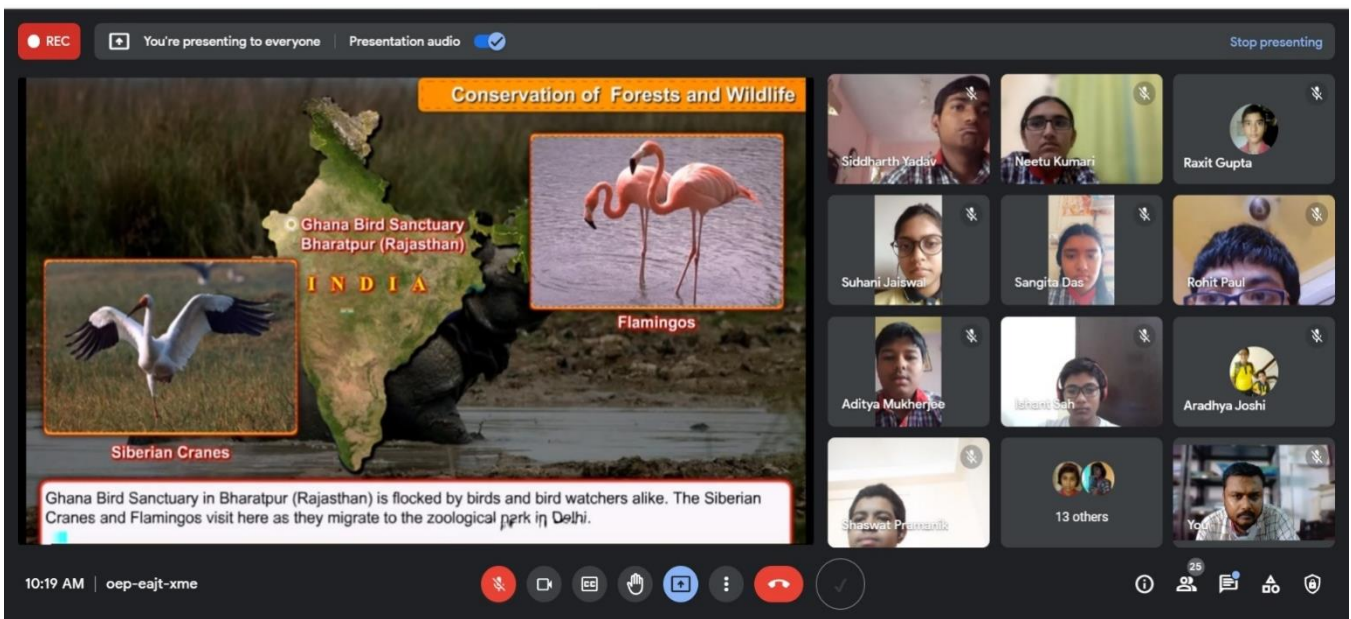 REC
You're presenting to everyone
Presentation audio
Stop presenting
Conservation of Forests and Wildlife
Ghana Bird Sanctuary
Bharatpur (Rajasthan)
INDIA
Flamingos
Siberian Cranes
Ghana Bird Sanctuary in Bharatpur (Rajasthan) is flocked by birds and bird watchers alike. The Siberian
Cranes and Flamingos visit here as they migrate to the zoological park in Delhi.
Siddharth Yadav
Neetu Kumari
Raxit Gupta
Suhani Jaiswal
Sangita Das
Rohit Paul
Aditya Mukherjee
Ishant Sah
Aradhya Joshi
Shaswat Pramanik
13 others
You
10:19 AM | oep-eajt-xme
CC
25